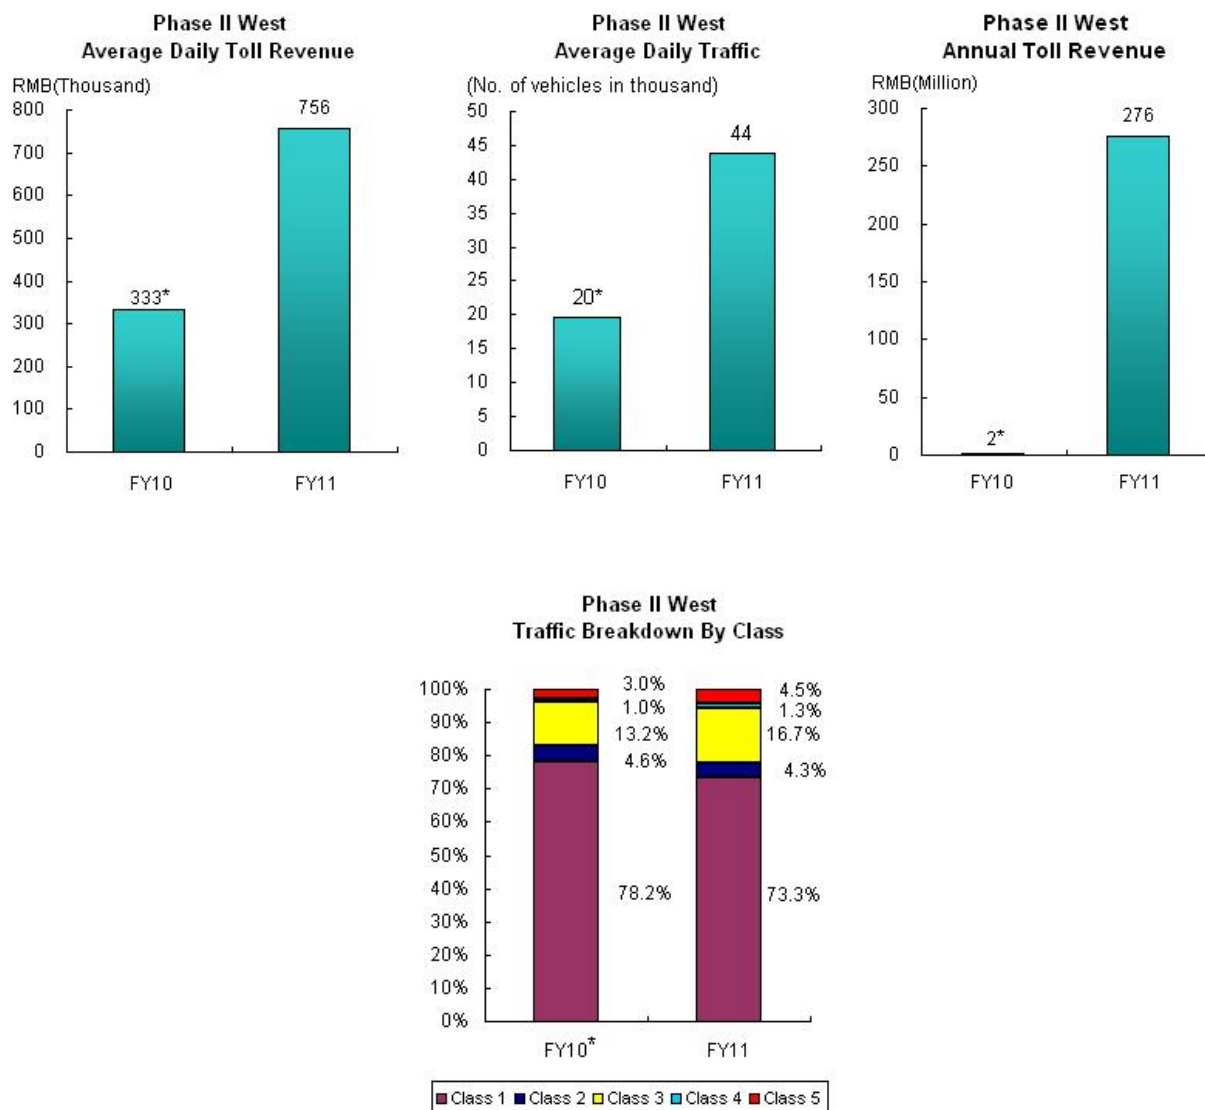 Phase II West
Average Daily Toll Revenue
RMB(Thousand)
800
700
600
500
400
300
200
100
0
333*
756
FY10
FY11
Phase II West
Average Daily Traffic
(No. of vehicles in thousand)
50
45
40
35
30
25
20
15
10
5
0
20*
44
FY10
FY11
Phase II West
Annual Toll Revenue
RMB(Million)
300
250
200
150
100
50
0
2*
276
FY10
FY11
Phase II West
Traffic Breakdown By Class
100%
90%
80%
70%
60%
50%
40%
30%
20%
10%
0%
3.0%
1.0%
13.2%
4.6%
78.2%
4.5%
1.3%
16.7%
4.3%
73.3%
FY10*
FY11
Class 1 Class 2 Class 3 Class 4 Class 5